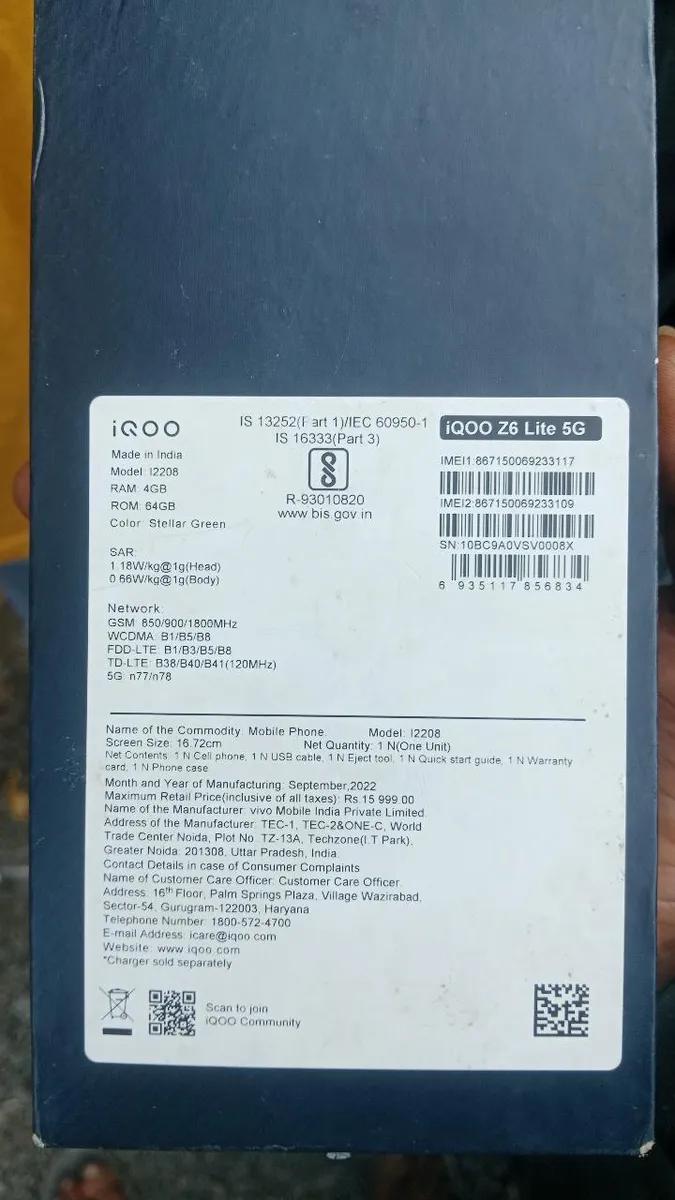 iQOO
Made in India
Model: I2208
RAM: 4GB
ROM: 64GB
Color: Stellar Green
IS 13252(Part 1)/IEC 60950-1
IS 16333(Part 3)
R-93010820
www.bis.gov.in
iQOO Z6 Lite 5G
IMEI1:867150069233117
IMEI2:867150069233109
SN:10BC9A0VSV0008X
6 935117 856834
SAR:
1.18W/kg@1g(Head)
0.66W/kg@1g(Body)
Network:
GSM: 850/900/1800MHz
WCDMA: B1/B5/B8
FDD-LTE: B1/B3/B5/B8
TD-LTE: B38/B40/B41(120MHz)
5G: n77/n78
Name of the Commodity: Mobile Phone Model: I2208
Screen Size: 16.72cm Net Quantity: 1 N(One Unit)
Net Contents: 1 N Cell phone, 1 N USB cable, 1 N Eject tool, 1 N Quick start guide, 1 N Warranty
card, 1 N Phone case
Month and Year of Manufacturing: September,2022
Maximum Retail Price(inclusive of all taxes): Rs.15 999.00
Name of the Manufacturer: vivo Mobile India Private Limited.
Address of the Manufacturer: TEC-1, TEC-2&ONE-C, World
Trade Center Noida, Plot No. TZ-13A, Techzone(I.T Park),
Greater Noida: 201308, Uttar Pradesh, India.
Contact Details in case of Consumer Complaints
Name of Customer Care Officer: Customer Care Officer.
Address: 16th Floor, Palm Springs Plaza, Village Wazirabad,
Sector-54, Gurugram-122003, Haryana
Telephone Number: 1800-572-4700
E-mail Address: icare@iqoo.com
Website: www.iqoo.com
*Charger sold separately
Scan to join
iQOO Community